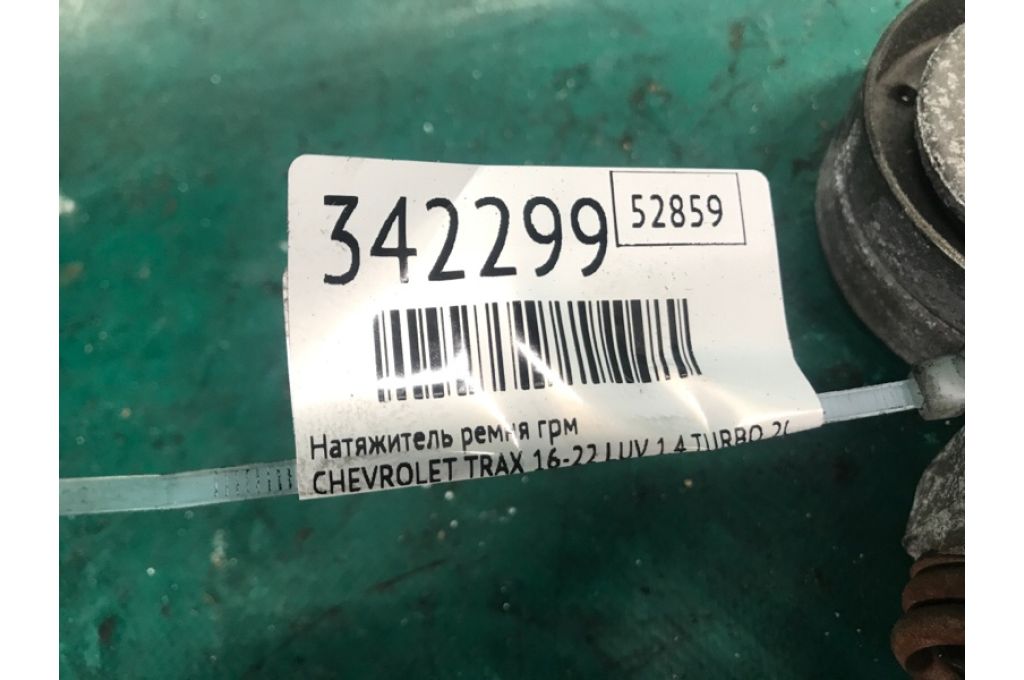 342299
52859
Натяжитель ремня грм
CHEVROLET TRAX 16-22 LUV 1.4 TURBO